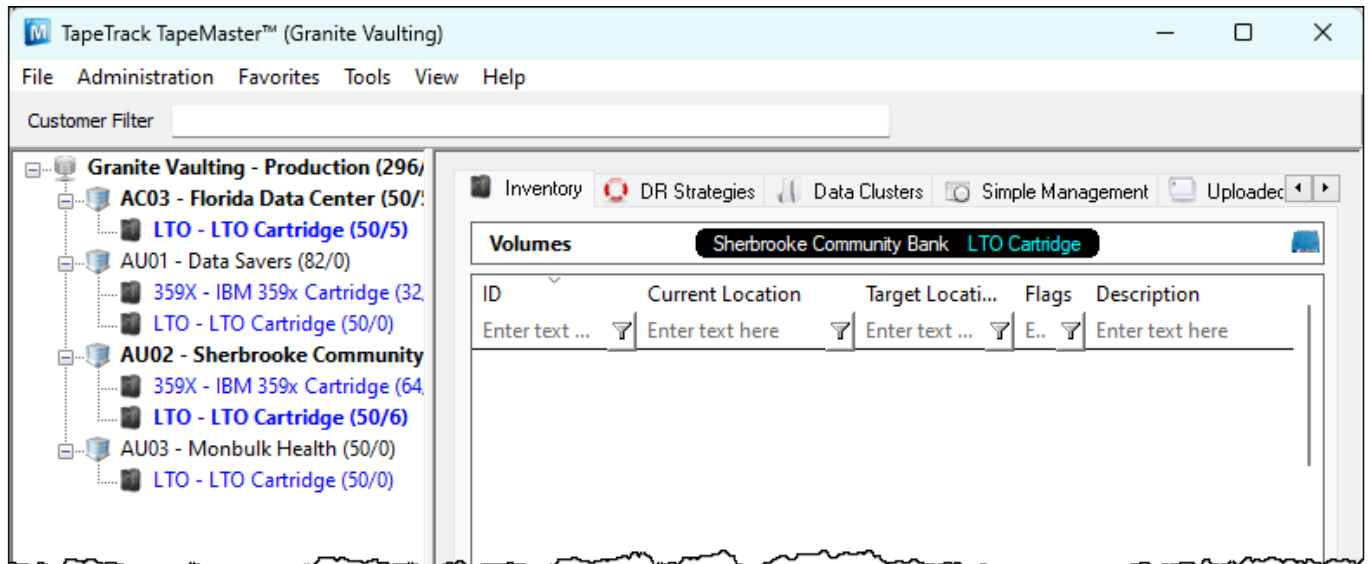 TapeTrack TapeMaster™ (Granite Vaulting)
File Administration Favorites Tools View Help
Customer Filter
Granite Vaulting - Production (296/
AC03 - Florida Data Center (50/
LTO - LTO Cartridge (50/5)
AU01 - Data Savers (82/0)
359X - IBM 359x Cartridge (32,
LTO - LTO Cartridge (50/0)
AU02 - Sherbrooke Community
359X - IBM 359x Cartridge (64,
LTO - LTO Cartridge (50/6)
AU03 - Monbulk Health (50/0)
LTO - LTO Cartridge (50/0)
Inventory DR Strategies Data Clusters Simple Management Uploaded
Volumes Sherbrooke Community Bank LTO Cartridge
ID Current Location Target Locati... Flags Description
Enter text ... Enter text here Enter text ... E.. Enter text here